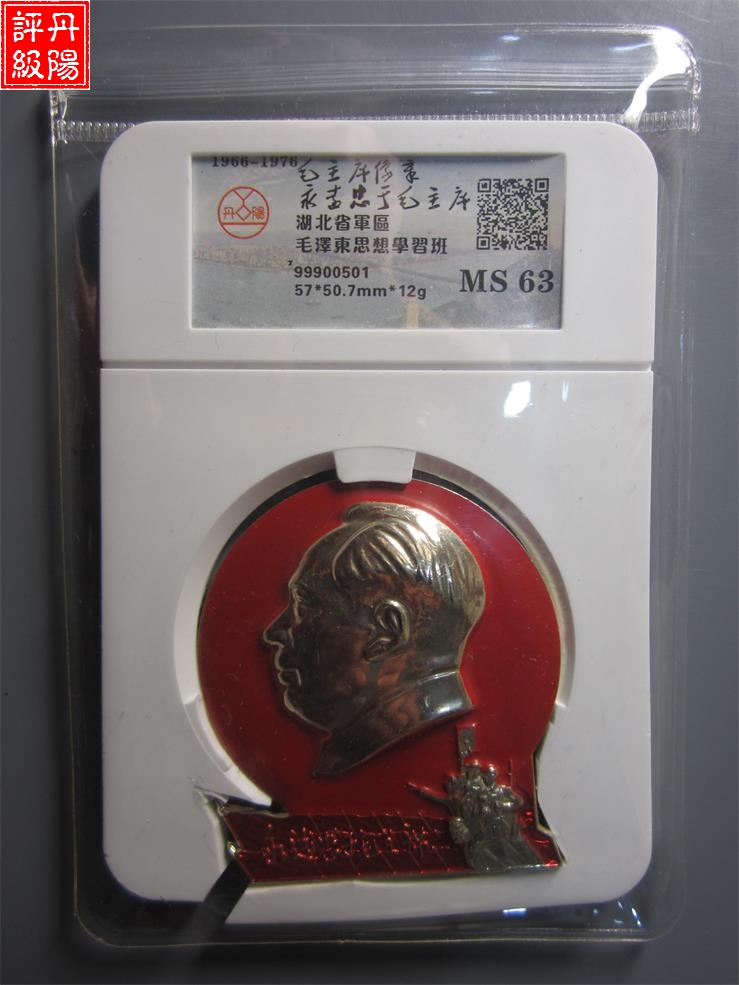 評丹
級陽
1966-1976
毛主席像章
永遠忠于毛主席
丹陽
湖北省軍區
毛澤東思想學習班
99900501
57*50.7mm*12g
MS 63